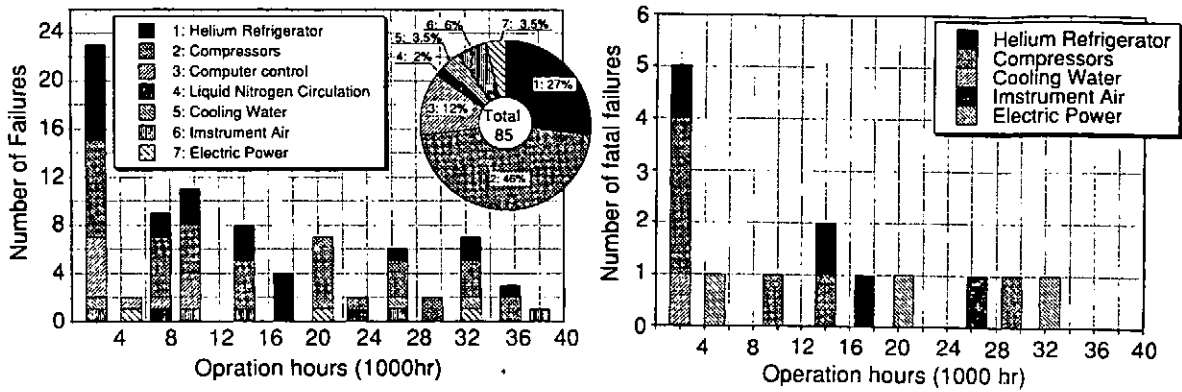 Number of Failures
24
22
18
14
12
8
4
0
4 8 12 16 20 24 28 32 36 40
Opration hours (1000hr)
1: Helium Refrigerator
2: Compressors
3: Computer control
4: Liquid Nitrogen Circulation
5: Cooling Water
6: Imstrument Air
7: Electric Power
6: 6%
7: 3.5%
5: 3.5%
4: 2%
3: 12%
1: 27%
2: 46%
Total
85
Number of fatal failures
6
5
4
3
2
1
0
4 8 12 16 20 24 28 32 36 40
Operation hours (1000 hr)
Helium Refrigerator
Compressors
Cooling Water
Imstrument Air
Electric Power